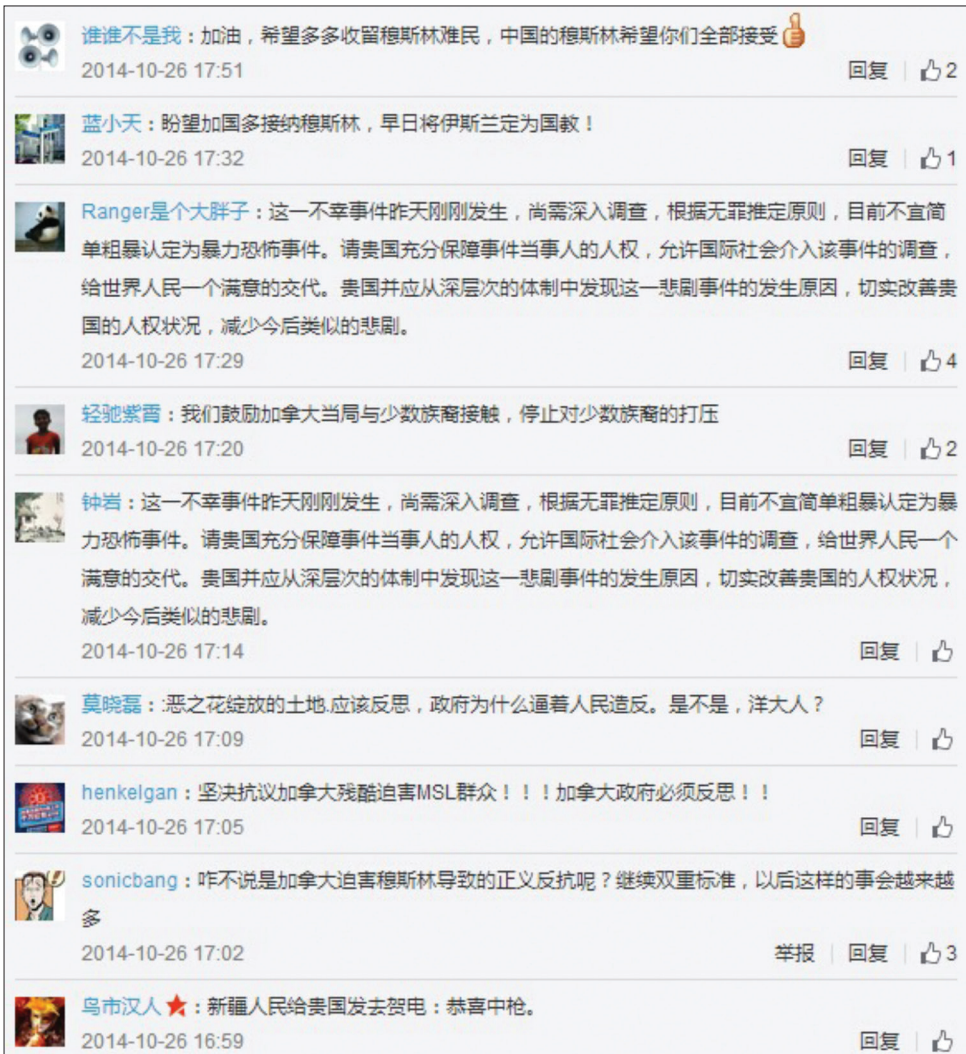 谁谁不是我：加油，希望多多收留穆斯林难民，中国的穆斯林希望你们全部接受
2014-10-26 17:51 回复 2
蓝小天：盼望加国多接纳穆斯林，早日将伊斯兰定为国教！
2014-10-26 17:32 回复 1
Ranger是个大胖子：这一不幸事件昨天刚刚发生，尚需深入调查，根据无罪推定原则，目前不宜简
单粗暴认定为暴力恐怖事件。请贵国充分保障事件当事人的人权，允许国际社会介入该事件的调查，
给世界人民一个满意的交代。贵国并应从深层次的体制中发现这一悲剧事件的发生原因，切实改善贵
国的人权状况，减少今后类似的悲剧。
2014-10-26 17:29 回复 4
轻驰紫霄：我们鼓励加拿大当局与少数族裔接触，停止对少数族裔的打压
2014-10-26 17:20 回复 2
钟岩：这一不幸事件昨天刚刚发生，尚需深入调查，根据无罪推定原则，目前不宜简单粗暴认定为暴
力恐怖事件。请贵国充分保障事件当事人的人权，允许国际社会介入该事件的调查，给世界人民一个
满意的交代。贵国并应从深层次的体制中发现这一悲剧事件的发生原因，切实改善贵国的人权状况，
减少今后类似的悲剧。
2014-10-26 17:14 回复
莫晓磊：:恶之花绽放的土地.应该反思，政府为什么逼着人民造反。是不是，洋大人？
2014-10-26 17:09 回复
henkelgan：坚决抗议加拿大残酷迫害MSL群众！！！加拿大政府必须反思！！
2014-10-26 17:05 回复
sonicbang：咋不说是加拿大迫害穆斯林导致的正义反抗呢？继续双重标准，以后这样的事会越来越
多
2014-10-26 17:02 举报 回复 3
乌市汉人：新疆人民给贵国发去贺电：恭喜中枪。
2014-10-26 16:59 回复